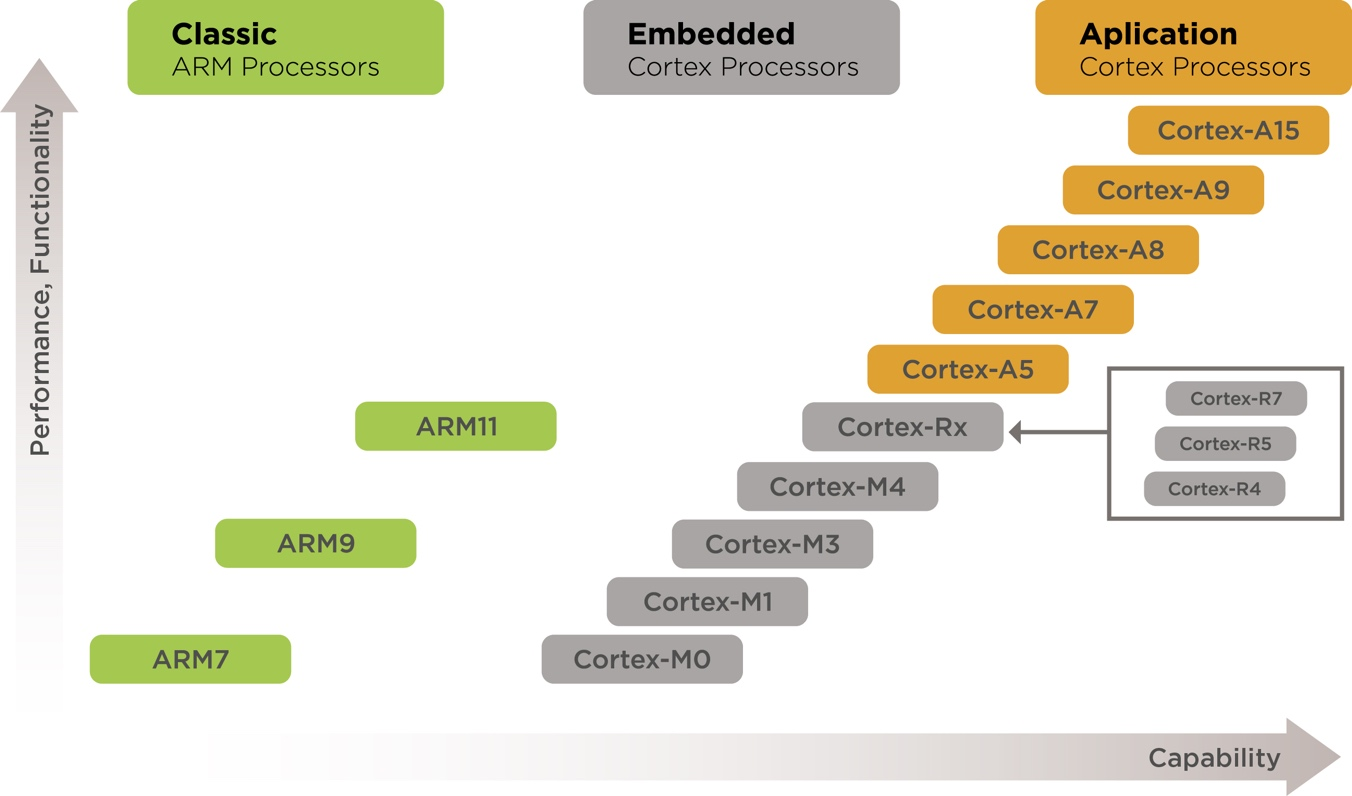 Classic
ARM Processors
Embedded
Cortex Processors
Aplication
Cortex Processors
Performance, Functionality
Cortex-A15
Cortex-A9
Cortex-A8
Cortex-A7
Cortex-A5
Cortex-R7
ARM11
Cortex-Rx
Cortex-R5
Cortex-M4
Cortex-R4
ARM9
Cortex-M3
Cortex-M1
ARM7
Cortex-M0
Capability